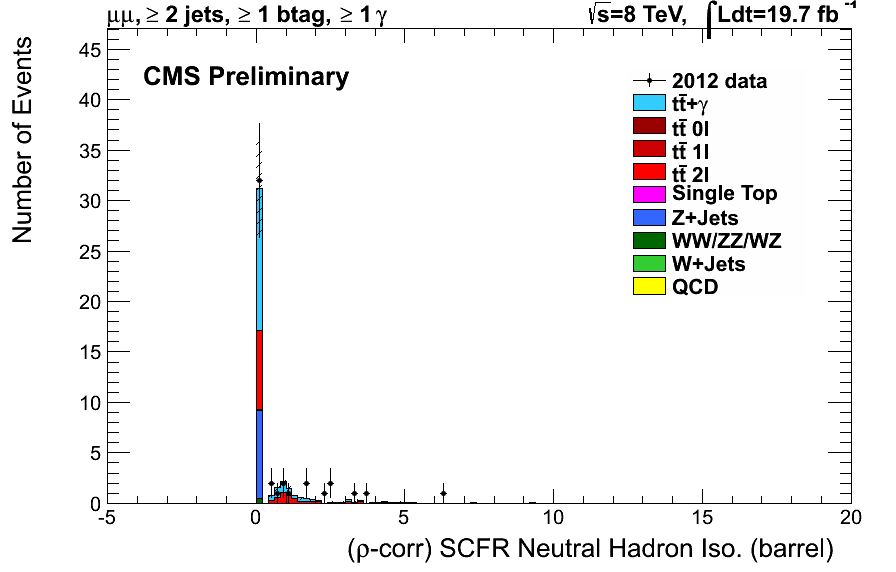 μμ, ≥ 2 jets, ≥ 1 btag, ≥ 1 γ
√s=8 TeV, ∫Ldt=19.7 fb⁻¹
CMS Preliminary
2012 data
tt̄+γ
tt̄ 0l
tt̄ 1l
tt̄ 2l
Single Top
Z+Jets
WW/ZZ/WZ
W+Jets
QCD
Number of Events
45
40
35
30
25
20
15
10
5
0
-5 0 5 10 15 20
(ρ-corr) SCFR Neutral Hadron Iso. (barrel)